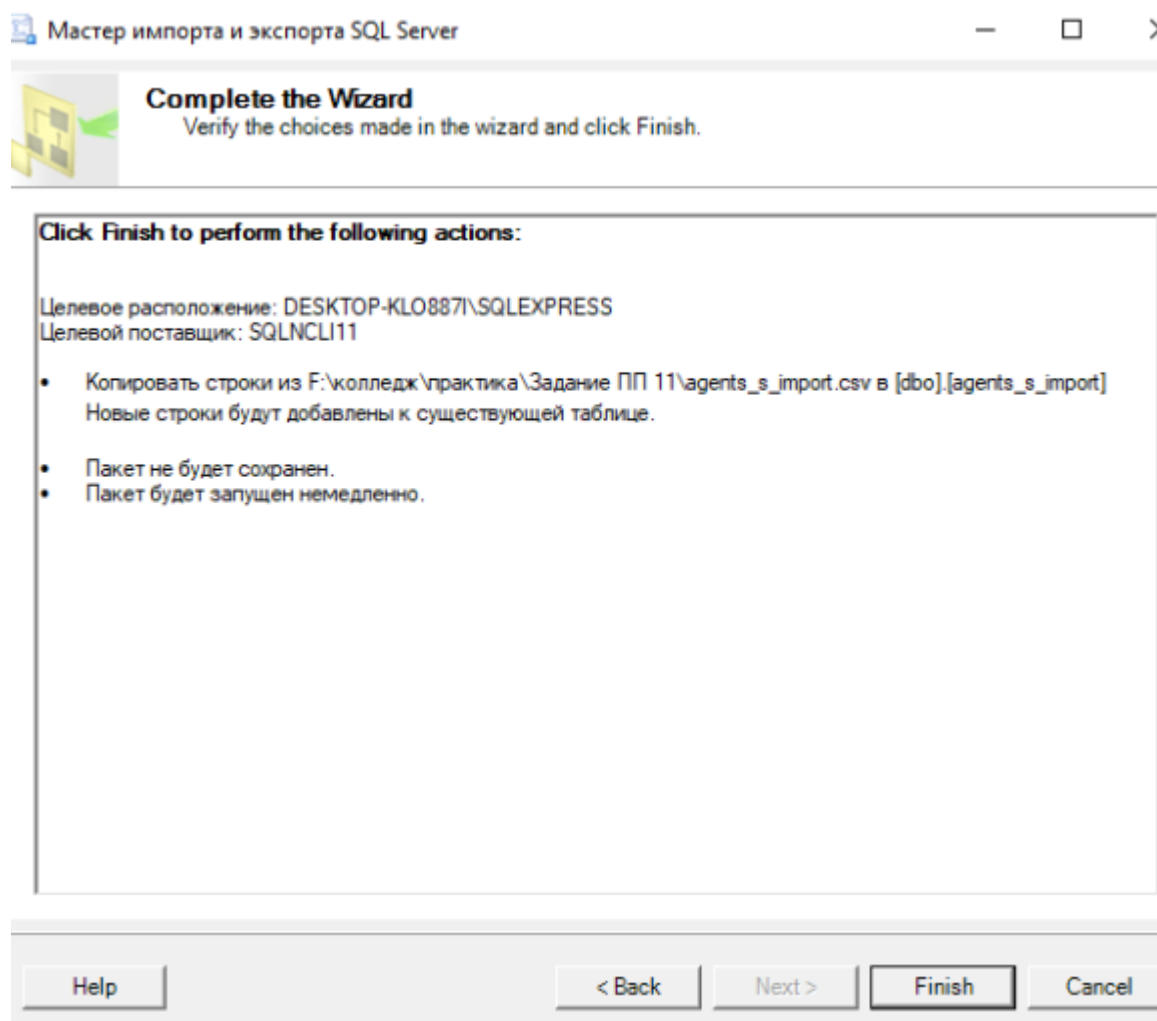 Мастер импорта и экспорта SQL Server
Complete the Wizard
Verify the choices made in the wizard and click Finish.
Click Finish to perform the following actions:
Целевое расположение: DESKTOP-KLO887I\SQLEXPRESS
Целевой поставщик: SQLNCLI11
• Копировать строки из F:\колледж\практика\Задание ПП 11\agents_s_import.csv в [dbo].[agents_s_import]
Новые строки будут добавлены к существующей таблице.
• Пакет не будет сохранен.
• Пакет будет запущен немедленно.
Help
< Back
Next >
Finish
Cancel